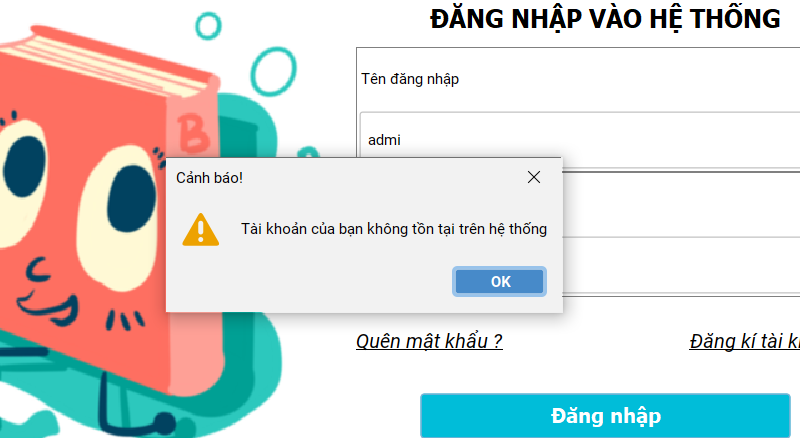 ĐĂNG NHẬP VÀO HỆ THỐNG
Tên đăng nhập
admi
B
Cảnh báo!
Tài khoản của bạn không tồn tại trên hệ thống
OK
Quên mật khẩu ?
Đăng kí tài k
Đăng nhập